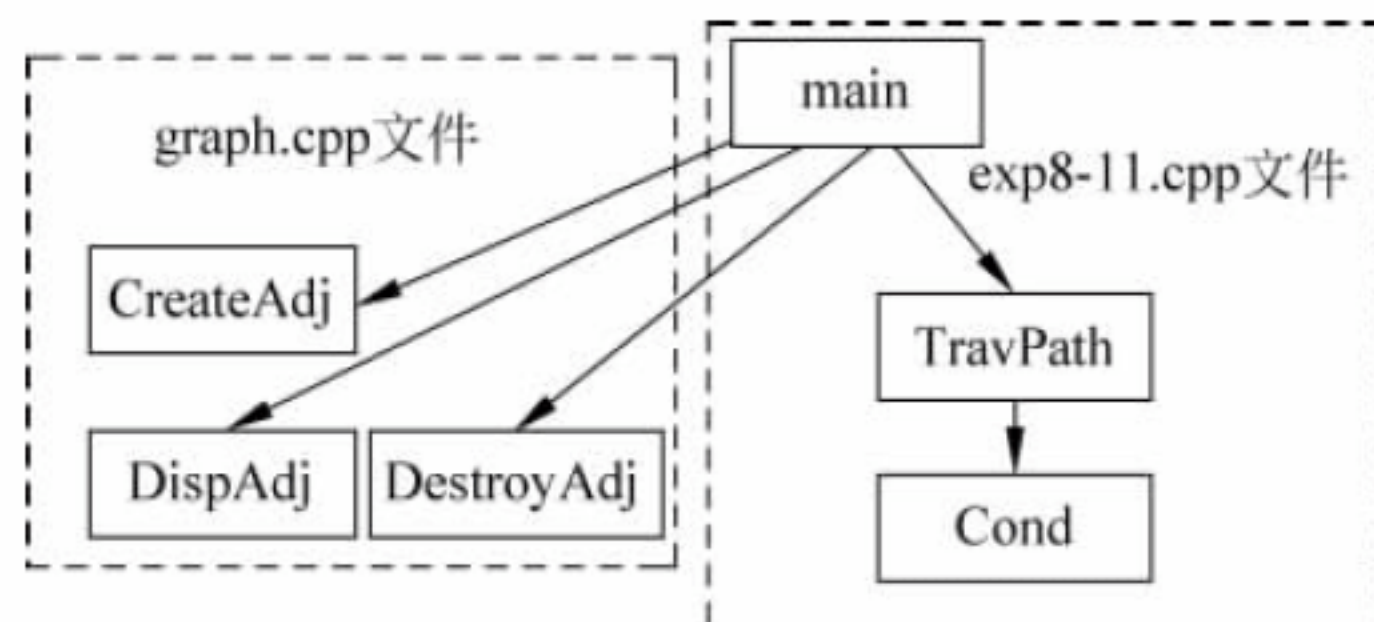 main
graph.cpp文件
exp8-11.cpp文件
CreateAdj
TravPath
DispAdj
DestroyAdj
Cond